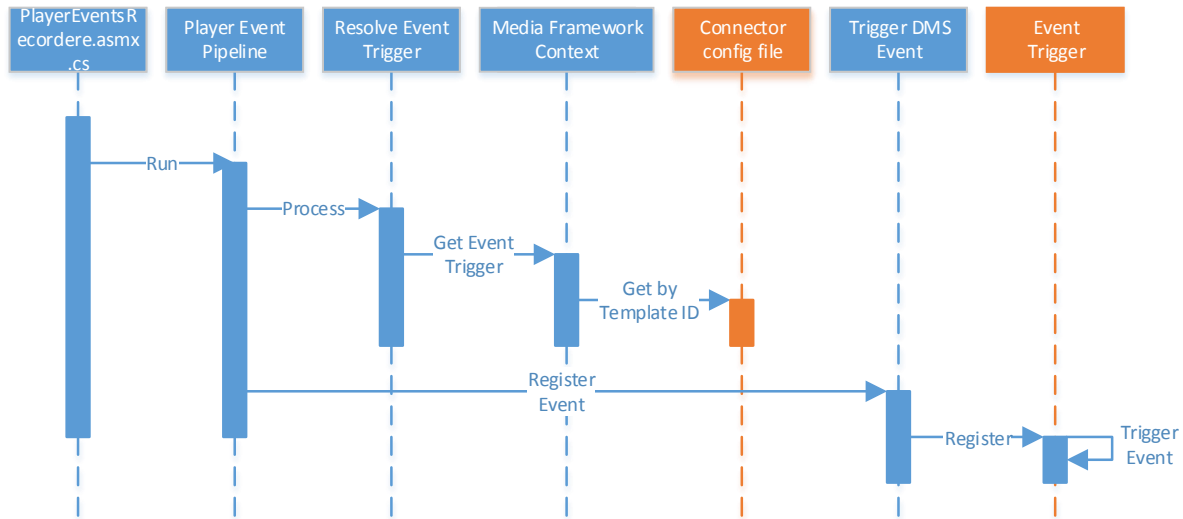 PlayerEventsR
ecordere.asmx
.cs
Player Event
Pipeline
Resolve Event
Trigger
Media Framework
Context
Connector
config file
Trigger DMS
Event
Event
Trigger
Run
Process
Get Event
Trigger
Get by
Template ID
Register
Event
Register
Trigger
Event